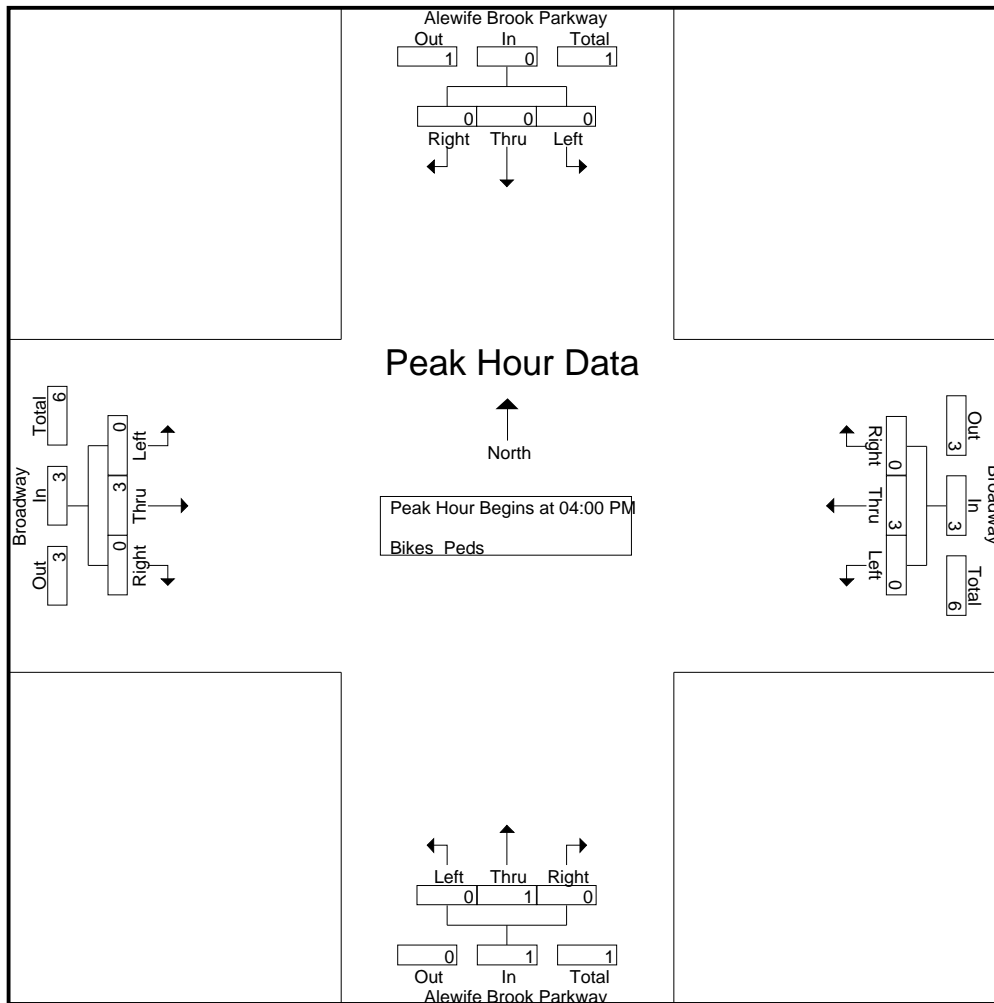 Alewife Brook Parkway
Out In Total
1 0 1
0 0 0
Right Thru Left
Peak Hour Data
North
Peak Hour Begins at 04:00 PM
Bikes Peds
Broadway
Out In Total
3 3 6
Right Thru Left
0 3 0
Broadway
Out In Total
3 3 6
Right Thru Left
0 3 0
Left Thru Right
0 1 0
0 1 1
Out In Total
Alewife Brook Parkway